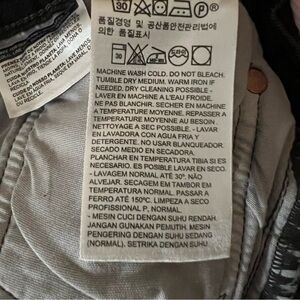 30
품질경영 및 공산품안전관리법에
의한 품질표시
30
MACHINE WASH COLD. DO NOT BLEACH.
TUMBLE DRY MEDIUM. WARM IRON IF
NEEDED. DRY CLEANING POSSIBLE -
LAVER EN MACHINE A L'EAU FROIDE.
NE PAS BLANCHIR. SECHER EN MACHINE
A TEMPERATURE MOYENNE. REPASSER A
TEMPERATURE MOYENNE AU BESOIN.
NETTOYAGE A SEC POSSIBLE. - LAVAR
EN LAVADORA CON AGUA FRIA Y
DETERGENTE. NO USAR BLANQUEADOR.
SECADO MEDIO EN SECADORA.
PLANCHAR EN TEMPERATURA TIBIA SI ES
NECESARIO. ES POSIBLE LAVAR EN SECO.
- LAVAGEM NORMAL ATÉ 30º. NÃO
ALVEJAR. SECAGEM EM TAMBOR EM
TEMPERATURA NORMAL. PASSAR A
FERRO ATÉ 150ºC. LIMPEZA A SECO
PROFISSIONAL P, NORMAL.
- MESIN CUCI DENGAN SUHU RENDAH.
JANGAN GUNAKAN PEMUTIH. MESIN
PENGERING DENGAN SUHU SEDANG
(NORMAL). SETRIKA DENGAN SUHU